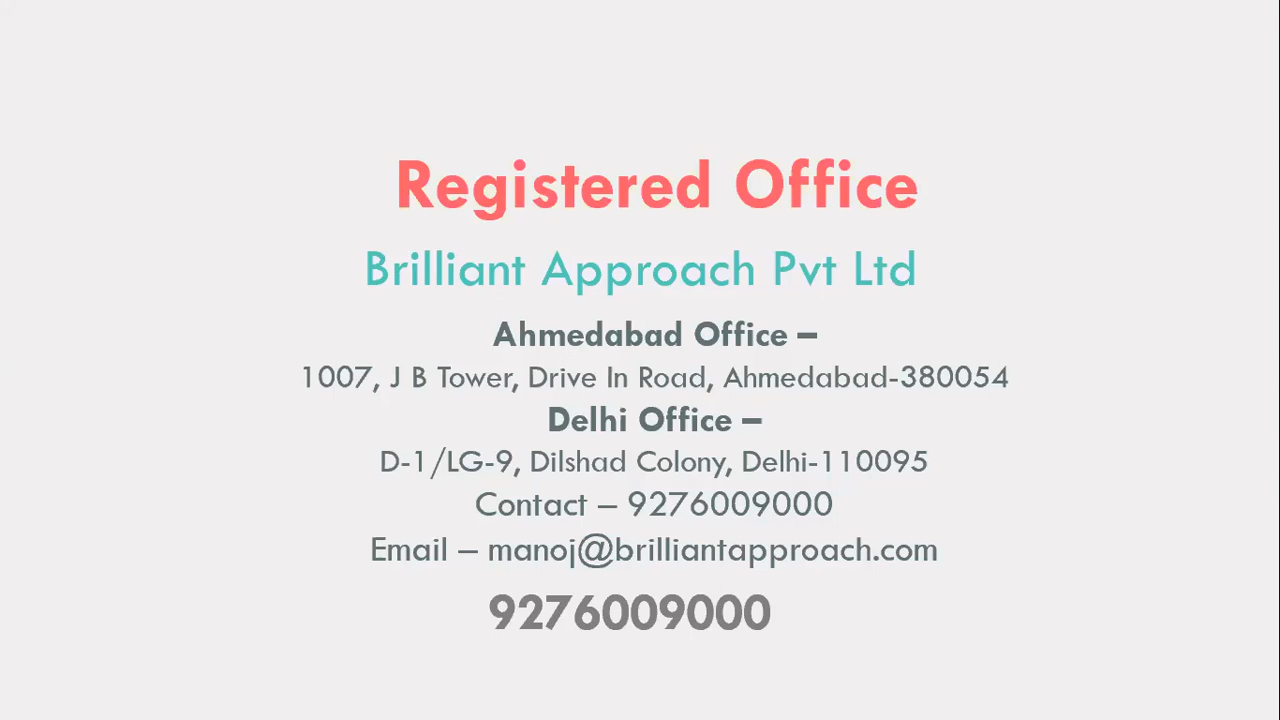 Registered Office
Brilliant Approach Pvt Ltd
Ahmedabad Office –
1007, J B Tower, Drive In Road, Ahmedabad-380054
Delhi Office –
D-1/LG-9, Dilshad Colony, Delhi-110095
Contact – 9276009000
Email – manoj@brilliantapproach.com
9276009000